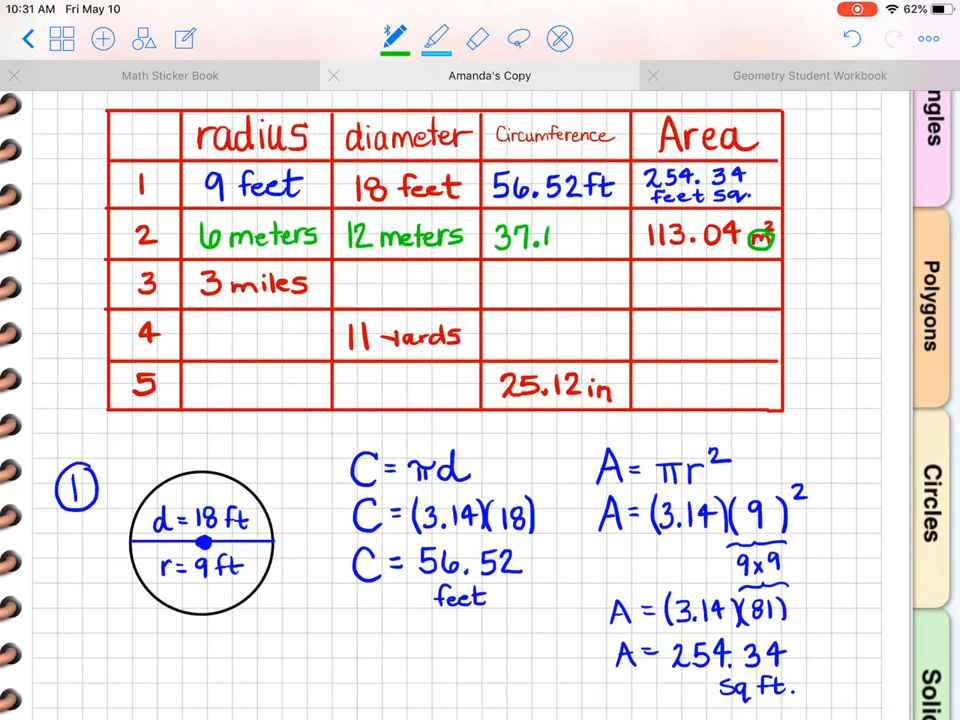 10:31 AM Fri May 10 62%
Math Sticker Book Amanda's Copy Geometry Student Workbook
radius diameter Circumference Area
1 9 feet 18 feet 56.52ft 254.34 feet sq.
2 6 meters 12 meters 37.1 113.04 m²
3 3 miles
4 11 yards
5 25.12 in
1
d = 18 ft
r = 9 ft
C = πd
C = (3.14)(18)
C = 56.52
feet
A = πr²
A = (3.14)(9)²
9x9
A = (3.14)(81)
A = 254.34
sq ft.
ngles
Polygons
Circles
Solid